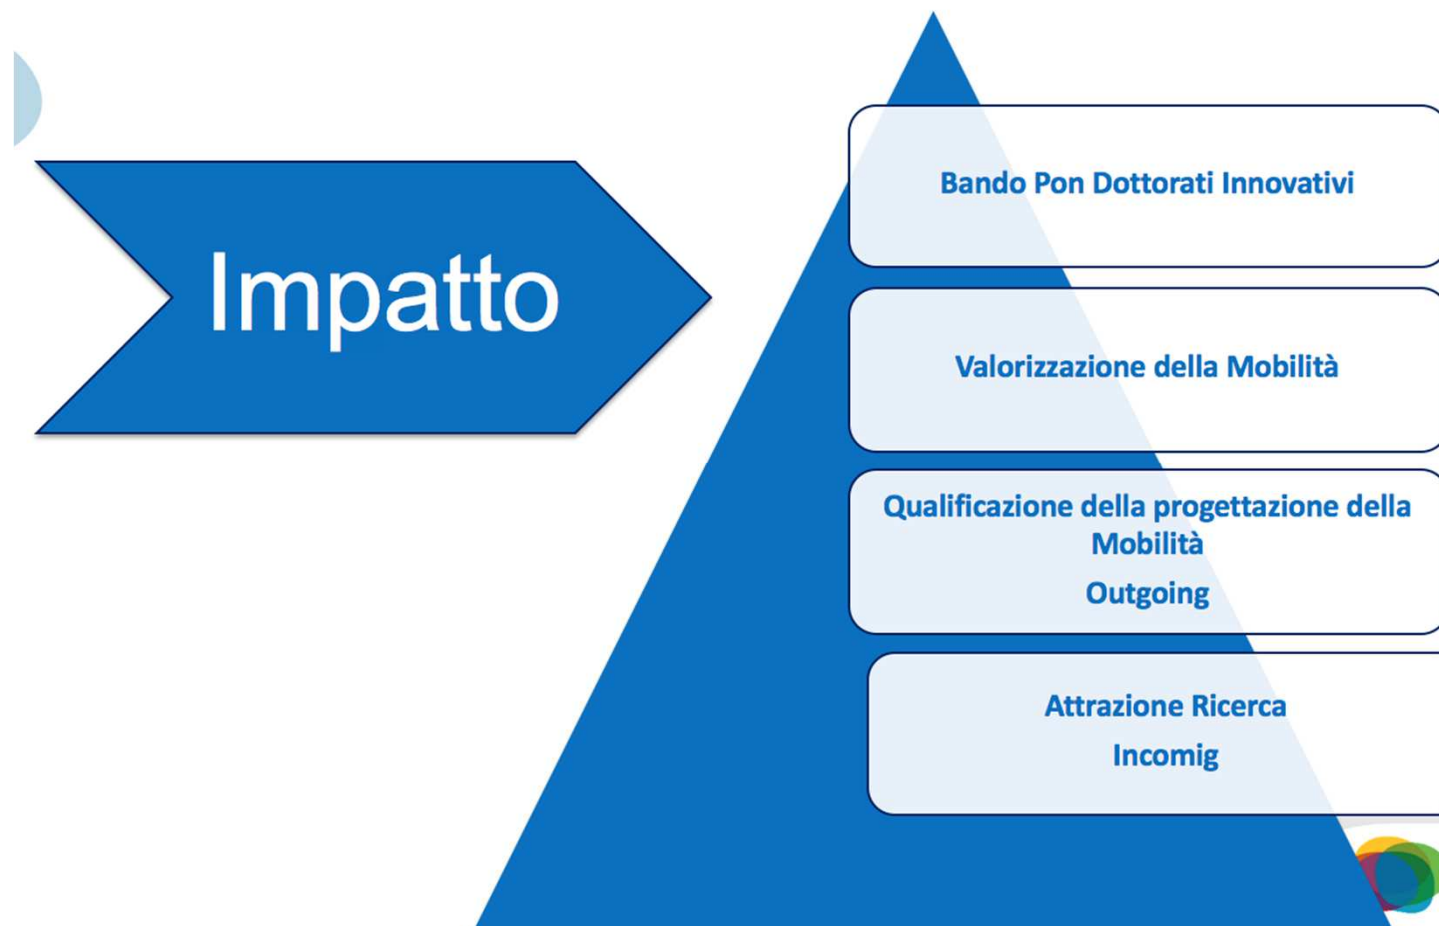 Impatto
Bando Pon Dottorati Innovativi
Valorizzazione della Mobilità
Qualificazione della progettazione della
Mobilità
Outgoing
Attrazione Ricerca
Incomig